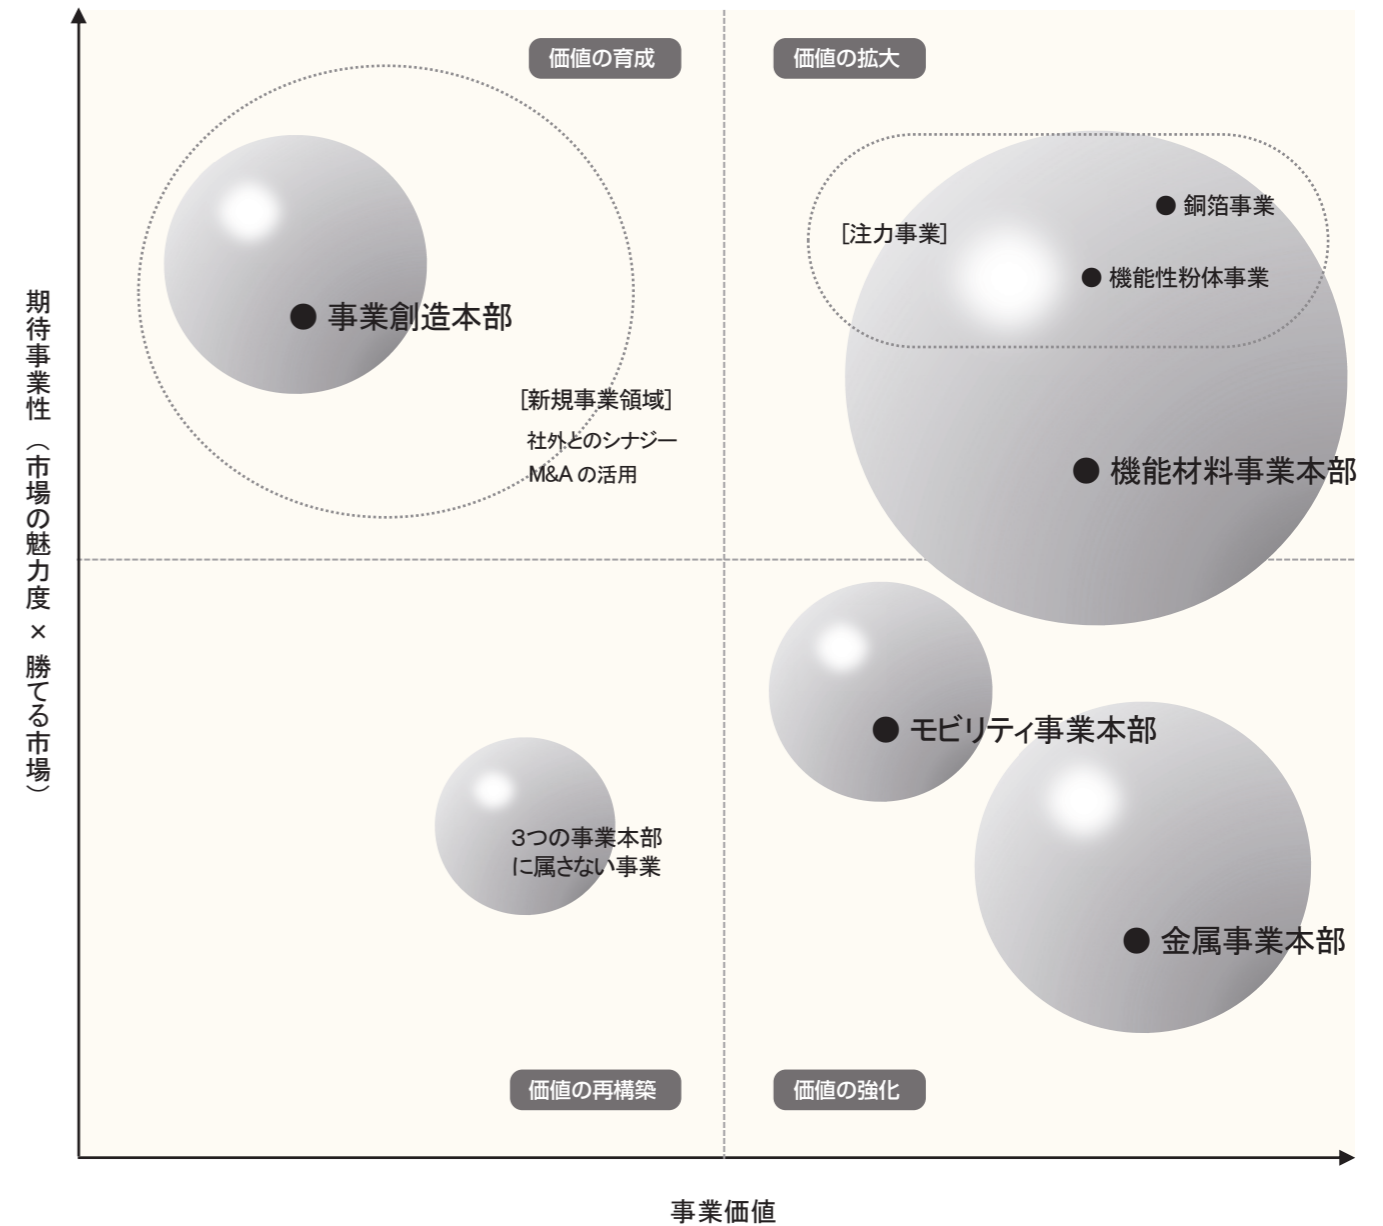 価値の育成
価値の拡大
● 銅箔事業
[注力事業]
● 機能性粉体事業
● 事業創造本部
[新規事業領域]
社外とのシナジー
M&A の活用
● 機能材料事業本部
期待事業性（市場の魅力度 × 勝てる市場）
● モビリティ事業本部
3つの事業本部
に属さない事業
● 金属事業本部
価値の再構築
価値の強化
事業価値